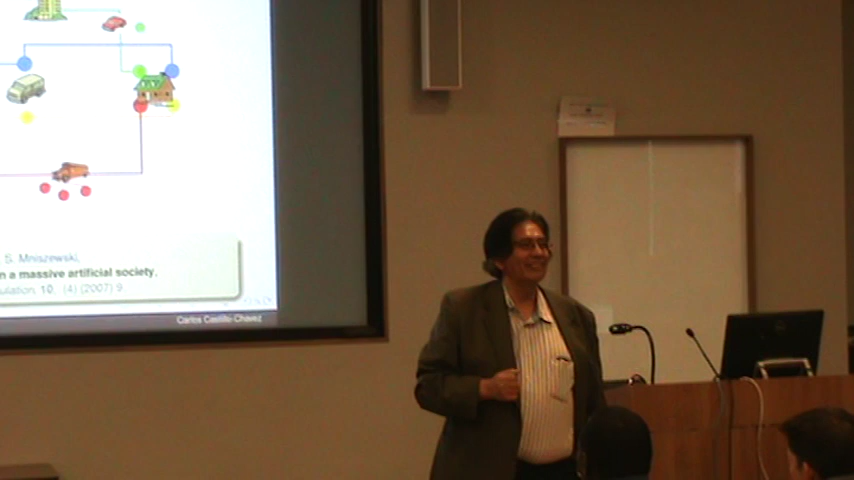 S. Mniszewski,
n a massive artificial society,
ulation, 10, (4) (2007) 9.
Carlos Castillo-Chavez